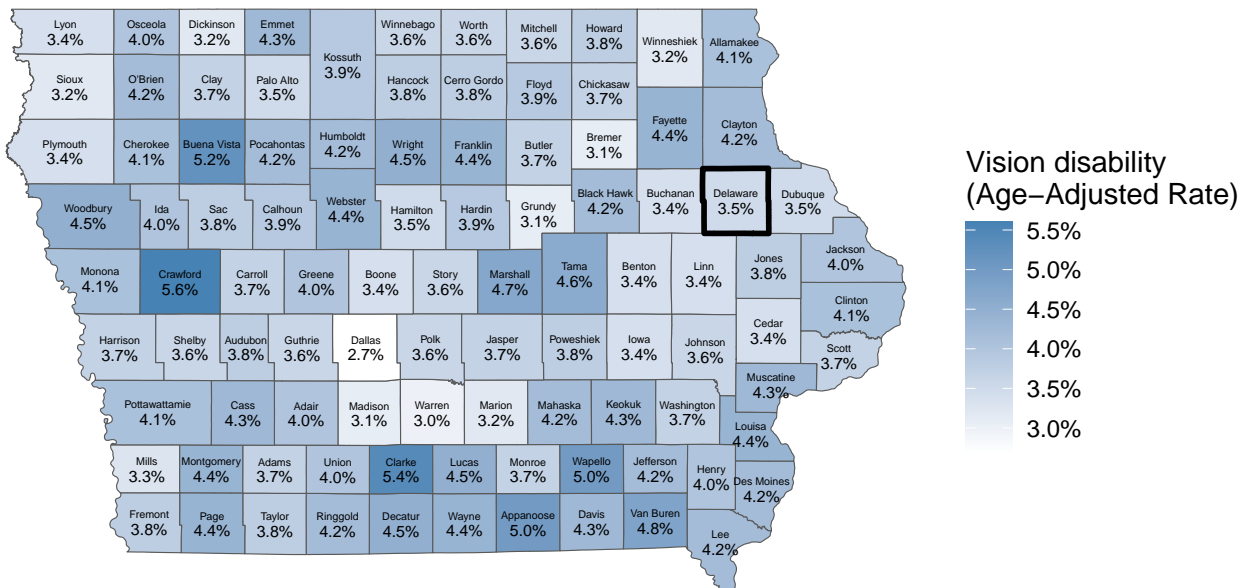 Lyon
3.4%
Osceola
4.0%
Dickinson
3.2%
Emmet
4.3%
Kossuth
3.9%
Winnebago
3.6%
Worth
3.6%
Mitchell
3.6%
Howard
3.8%
Winneshiek
3.2%
Allamakee
4.1%
Sioux
3.2%
O'Brien
4.2%
Clay
3.7%
Palo Alto
3.5%
Hancock
3.8%
Cerro Gordo
3.8%
Floyd
3.9%
Chickasaw
3.7%
Fayette
4.4%
Clayton
4.2%
Plymouth
3.4%
Cherokee
4.1%
Buena Vista
5.2%
Pocahontas
4.2%
Humboldt
4.2%
Wright
4.5%
Franklin
4.4%
Butler
3.7%
Bremer
3.1%
Woodbury
4.5%
Ida
4.0%
Sac
3.8%
Calhoun
3.9%
Webster
4.4%
Hamilton
3.5%
Hardin
3.9%
Grundy
3.1%
Black Hawk
4.2%
Buchanan
3.4%
Delaware
3.5%
Dubuque
3.5%
Monona
4.1%
Crawford
5.6%
Carroll
3.7%
Greene
4.0%
Boone
3.4%
Story
3.6%
Marshall
4.7%
Tama
4.6%
Benton
3.4%
Linn
3.4%
Jones
3.8%
Jackson
4.0%
Clinton
4.1%
Harrison
3.7%
Shelby
3.6%
Audubon
3.8%
Guthrie
3.6%
Dallas
2.7%
Polk
3.6%
Jasper
3.7%
Poweshiek
3.8%
Iowa
3.4%
Johnson
3.6%
Cedar
3.4%
Scott
3.7%
Muscatine
4.3%
Pottawattamie
4.1%
Cass
4.3%
Adair
4.0%
Madison
3.1%
Warren
3.0%
Marion
3.2%
Mahaska
4.2%
Keokuk
4.3%
Washington
3.7%
Louisa
4.4%
Mills
3.3%
Montgomery
4.4%
Adams
3.7%
Union
4.0%
Clarke
5.4%
Lucas
4.5%
Monroe
3.7%
Wapello
5.0%
Jefferson
4.2%
Henry
4.0%
Des Moines
4.2%
Fremont
3.8%
Page
4.4%
Taylor
3.8%
Ringgold
4.2%
Decatur
4.5%
Wayne
4.4%
Appanoose
5.0%
Davis
4.3%
Van Buren
4.8%
Lee
4.2%
Vision disability
(Age−Adjusted Rate)
5.5%
5.0%
4.5%
4.0%
3.5%
3.0%